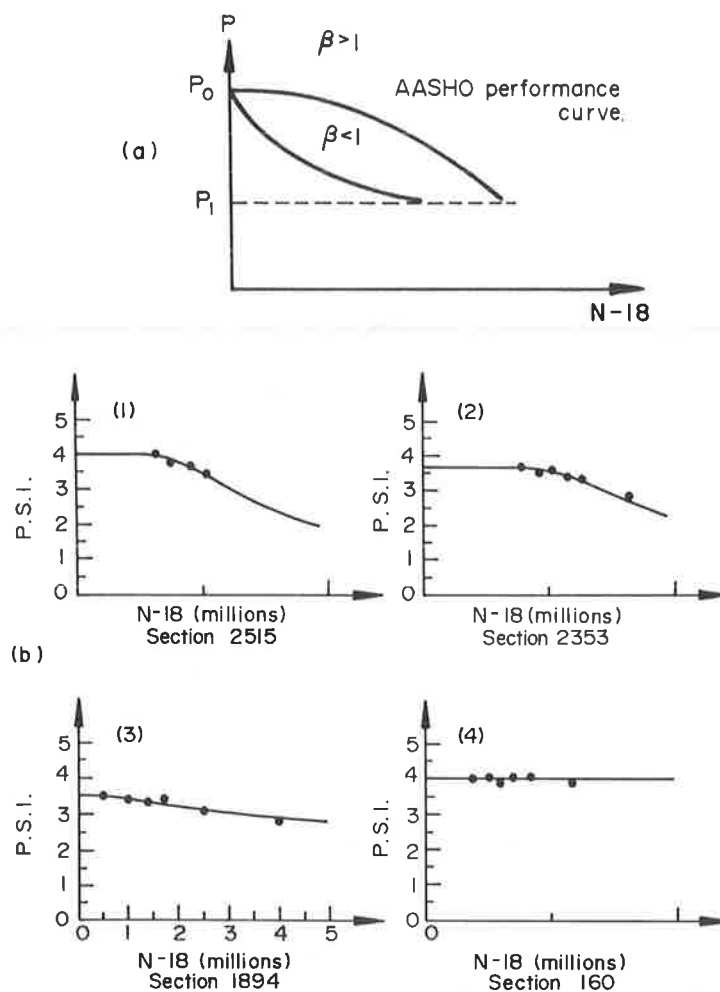 P
β>1
P0
AASHO performance
curve.
(a)
β<1
P1
N-18
(1)
5
4
3
2
1
0
P.S.I.
N-18 (millions)
Section 2515
(2)
5
4
3
2
1
0
P.S.I.
N-18 (millions)
Section 2353
(b)
(3)
5
4
3
2
1
0
P.S.I.
0 1 2 3 4 5
N-18 (millions)
Section 1894
(4)
5
4
3
2
1
0
P.S.I.
0
N-18 (millions)
Section 160